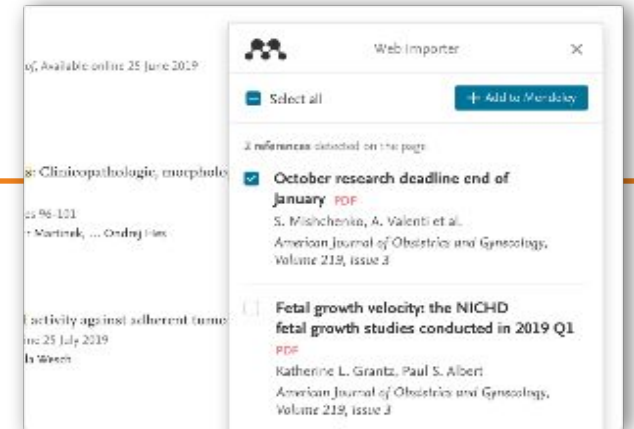 of, Available online 25 June 2019
s: Clinicopathologic, morpholo
es 96-101
r Martinek, ... Ondrej Hes
l activity against adherent tumo
ine 25 July 2019
la Wesch
Web Importer
Select all
+ Add to Mendeley
2 references detected on the page
October research deadline end of
January PDF
S. Mishchenko, A. Valenti et al.
American Journal of Obstetrics and Gynecology,
Volume 219, Issue 3
Fetal growth velocity: the NICHD
fetal growth studies conducted in 2019 Q1
PDF
Katherine L. Grantz, Paul S. Albert
American Journal of Obstetrics and Gynecology,
Volume 219, Issue 3